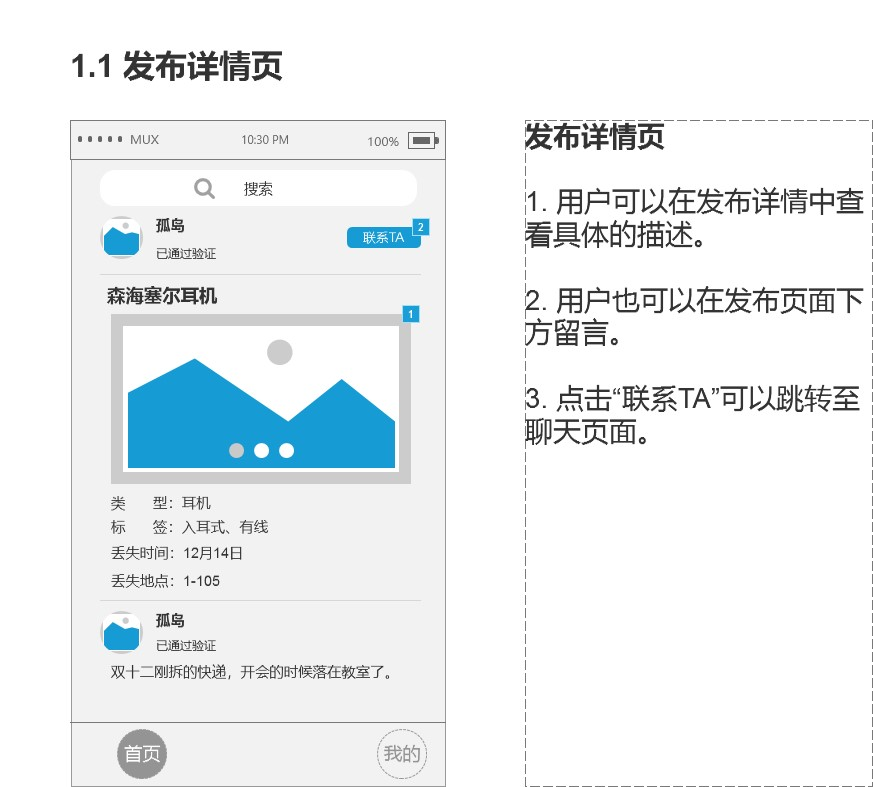 1.1 发布详情页
MUX 10:30 PM 100%
搜索
孤岛
已通过验证
联系TA
2
森海塞尔耳机
1
类 型：耳机
标 签：入耳式、有线
丢失时间：12月14日
丢失地点：1-105
孤岛
已通过验证
双十二刚拆的快递，开会的时候落在教室了。
首页
我的
发布详情页
1. 用户可以在发布详情中查
看具体的描述。
2. 用户也可以在发布页面下
方留言。
3. 点击“联系TA”可以跳转至
聊天页面。